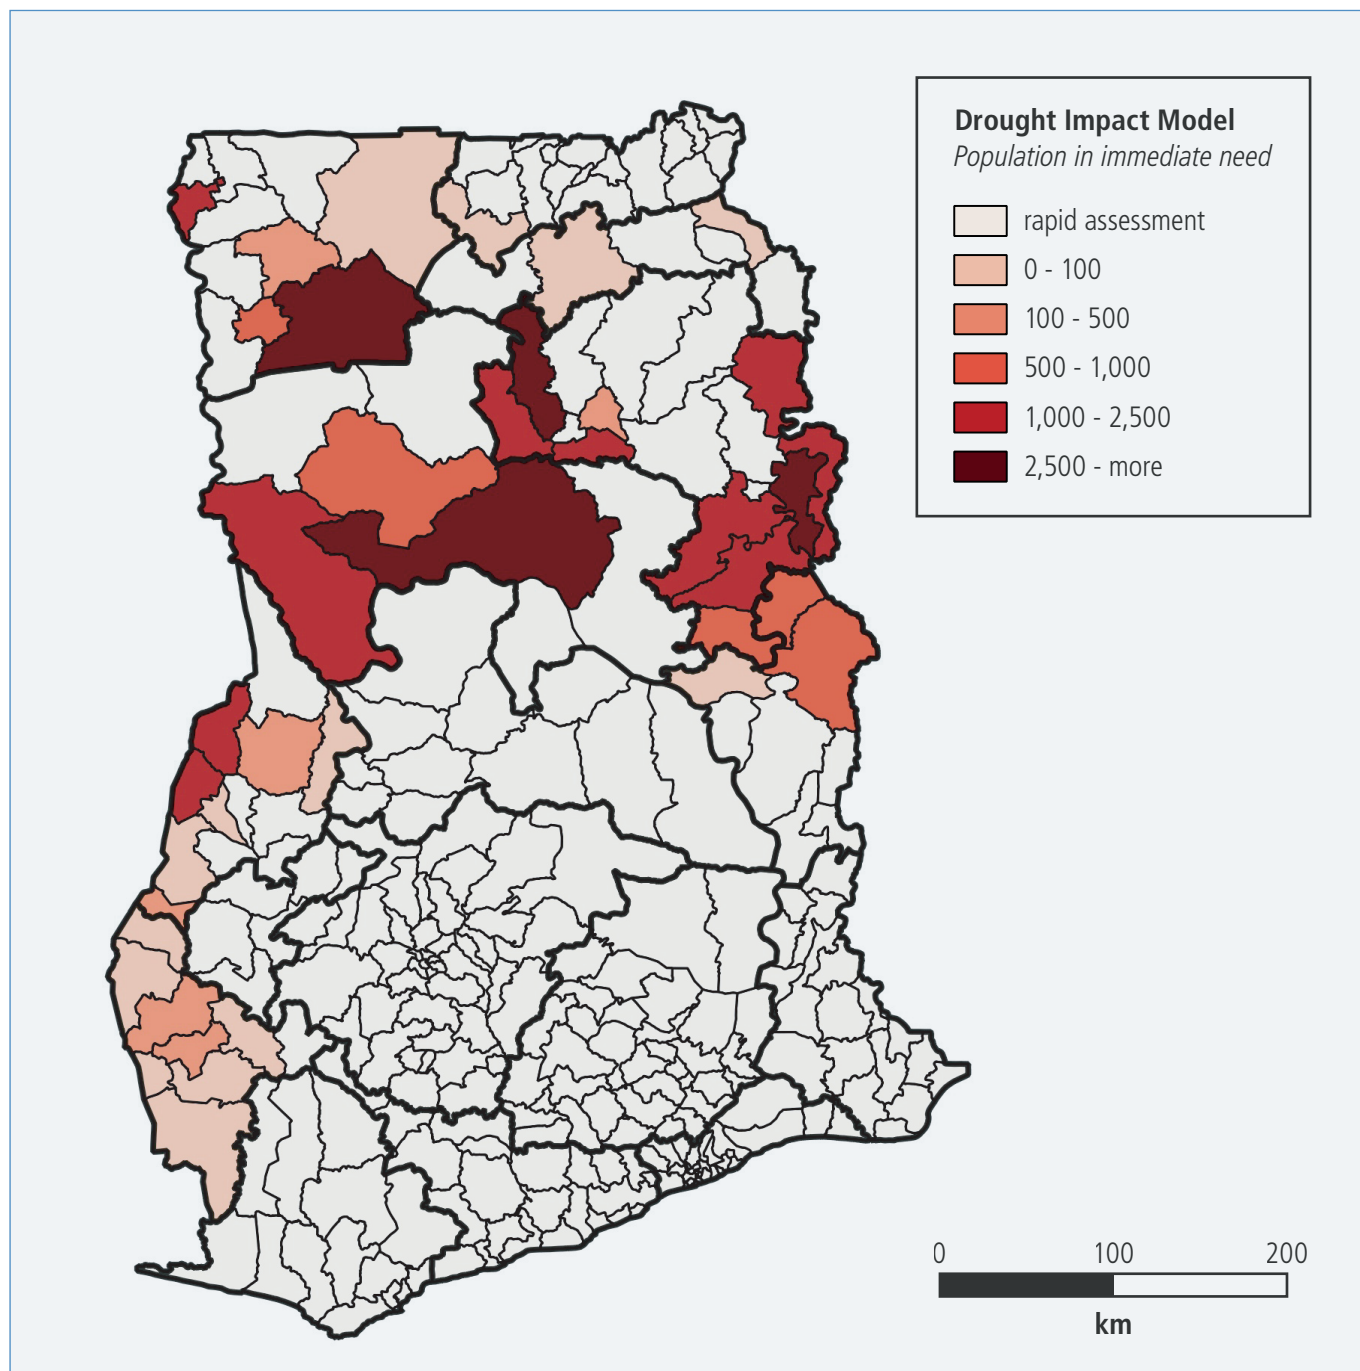 Drought Impact Model
Population in immediate need
rapid assessment
0 - 100
100 - 500
500 - 1,000
1,000 - 2,500
2,500 - more
0 100 200
km